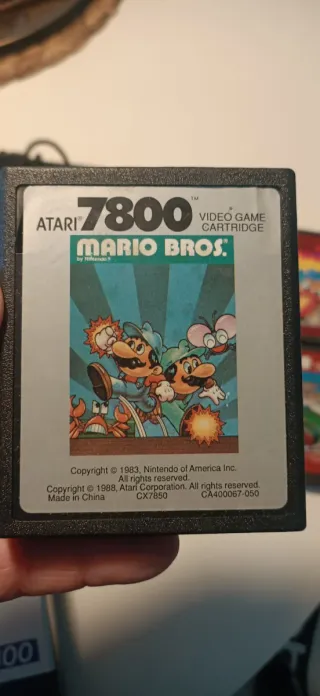 ATARI® 7800™ VIDEO GAME
CARTRIDGE
MARIO BROS.®
by Nintendo®
Copyright © 1983, Nintendo of America Inc.
All rights reserved.
Copyright © 1988, Atari Corporation. All rights reserved.
Made in China CX7850 CA400067-050
00